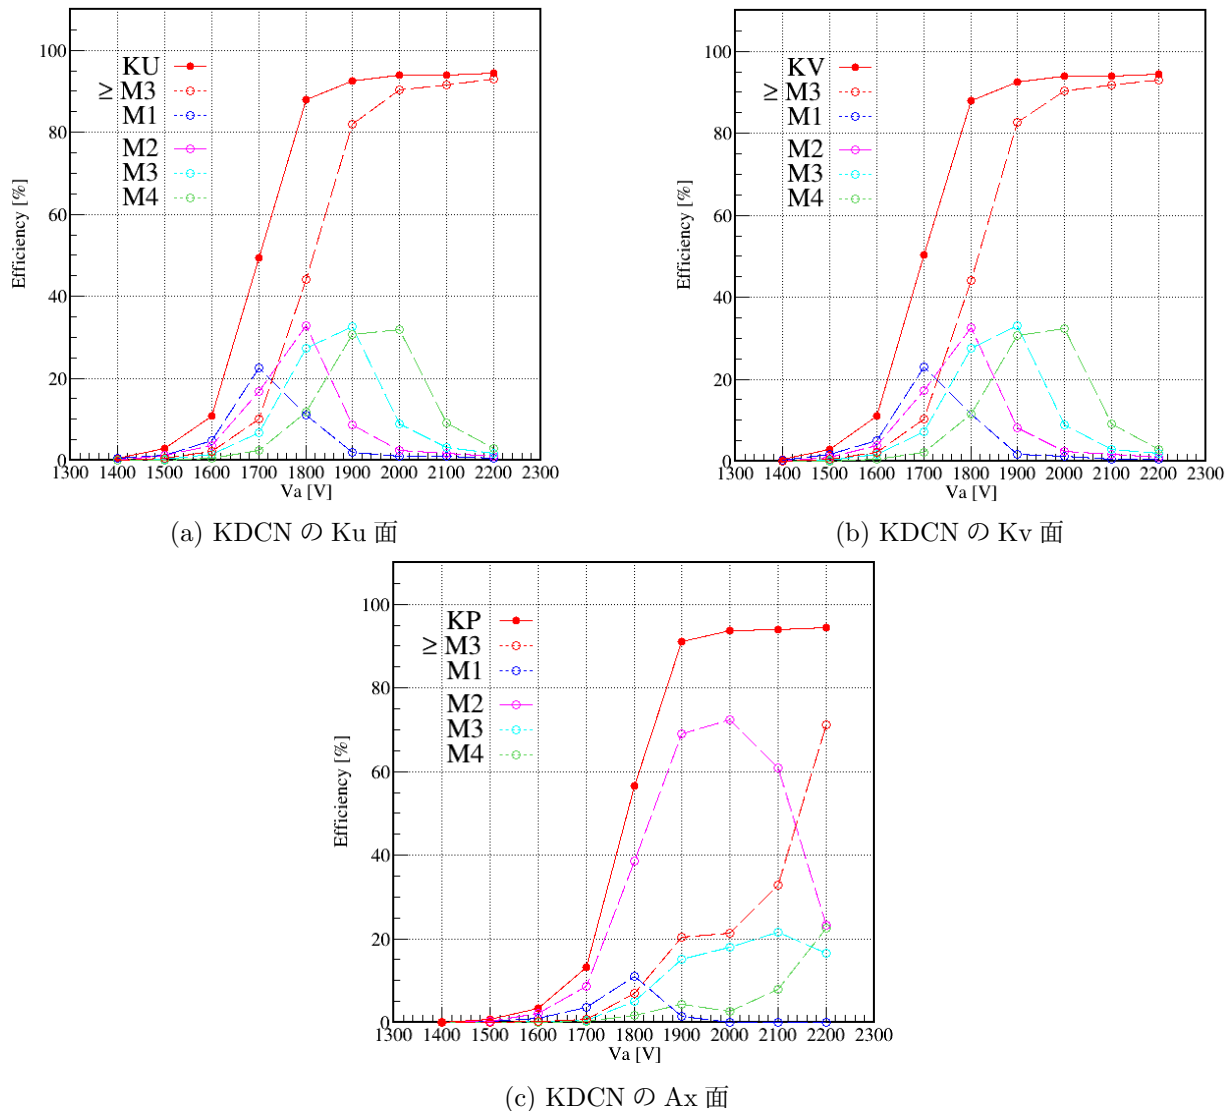 100
80
60
40
20
0
Efficiency [%]
KU
≥ M3
M1
M2
M3
M4
1300 1400 1500 1600 1700 1800 1900 2000 2100 2200 2300
Va [V]
(a) KDCN の Ku 面
100
80
60
40
20
0
Efficiency [%]
KV
≥ M3
M1
M2
M3
M4
1300 1400 1500 1600 1700 1800 1900 2000 2100 2200 2300
Va [V]
(b) KDCN の Kv 面
100
80
60
40
20
0
Efficiency [%]
KP
≥ M3
M1
M2
M3
M4
1300 1400 1500 1600 1700 1800 1900 2000 2100 2200 2300
Va [V]
(c) KDCN の Ax 面